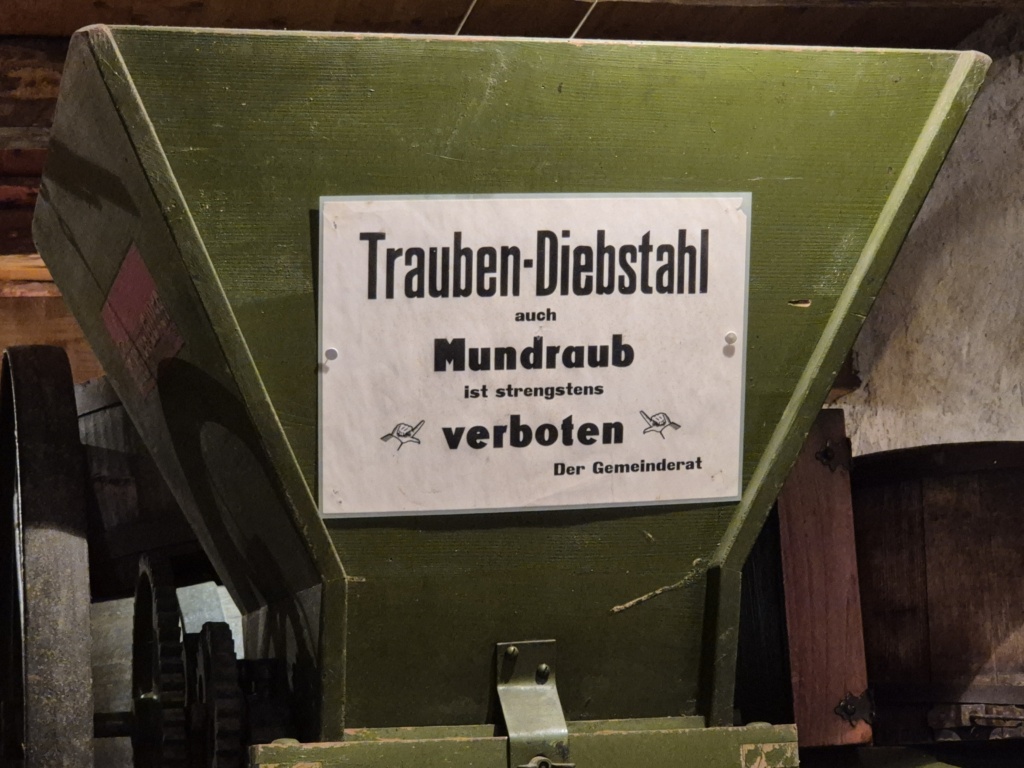 Trauben-Diebstahl
auch
Mundraub
ist strengstens
verboten
Der Gemeinderat